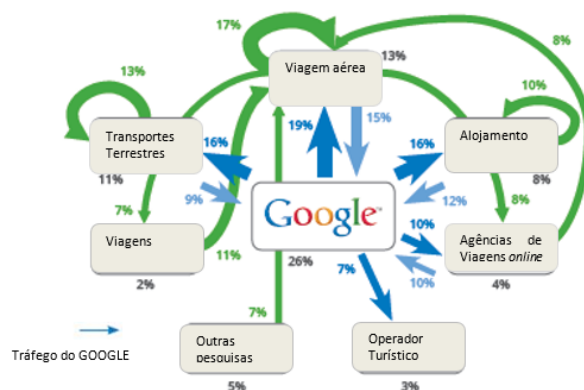 17%
8%
Viagem aérea
13%
13%
10%
15%
Transportes
Terrestres
16%
19%
16%
Alojamento
11%
8%
9%
12%
7%
8%
Google™
Viagens
10%
Agências de
Viagens online
11%
26%
7%
10%
2%
4%
7%
Outras
pesquisas
Operador
Turístico
Tráfego do GOOGLE
5%
3%